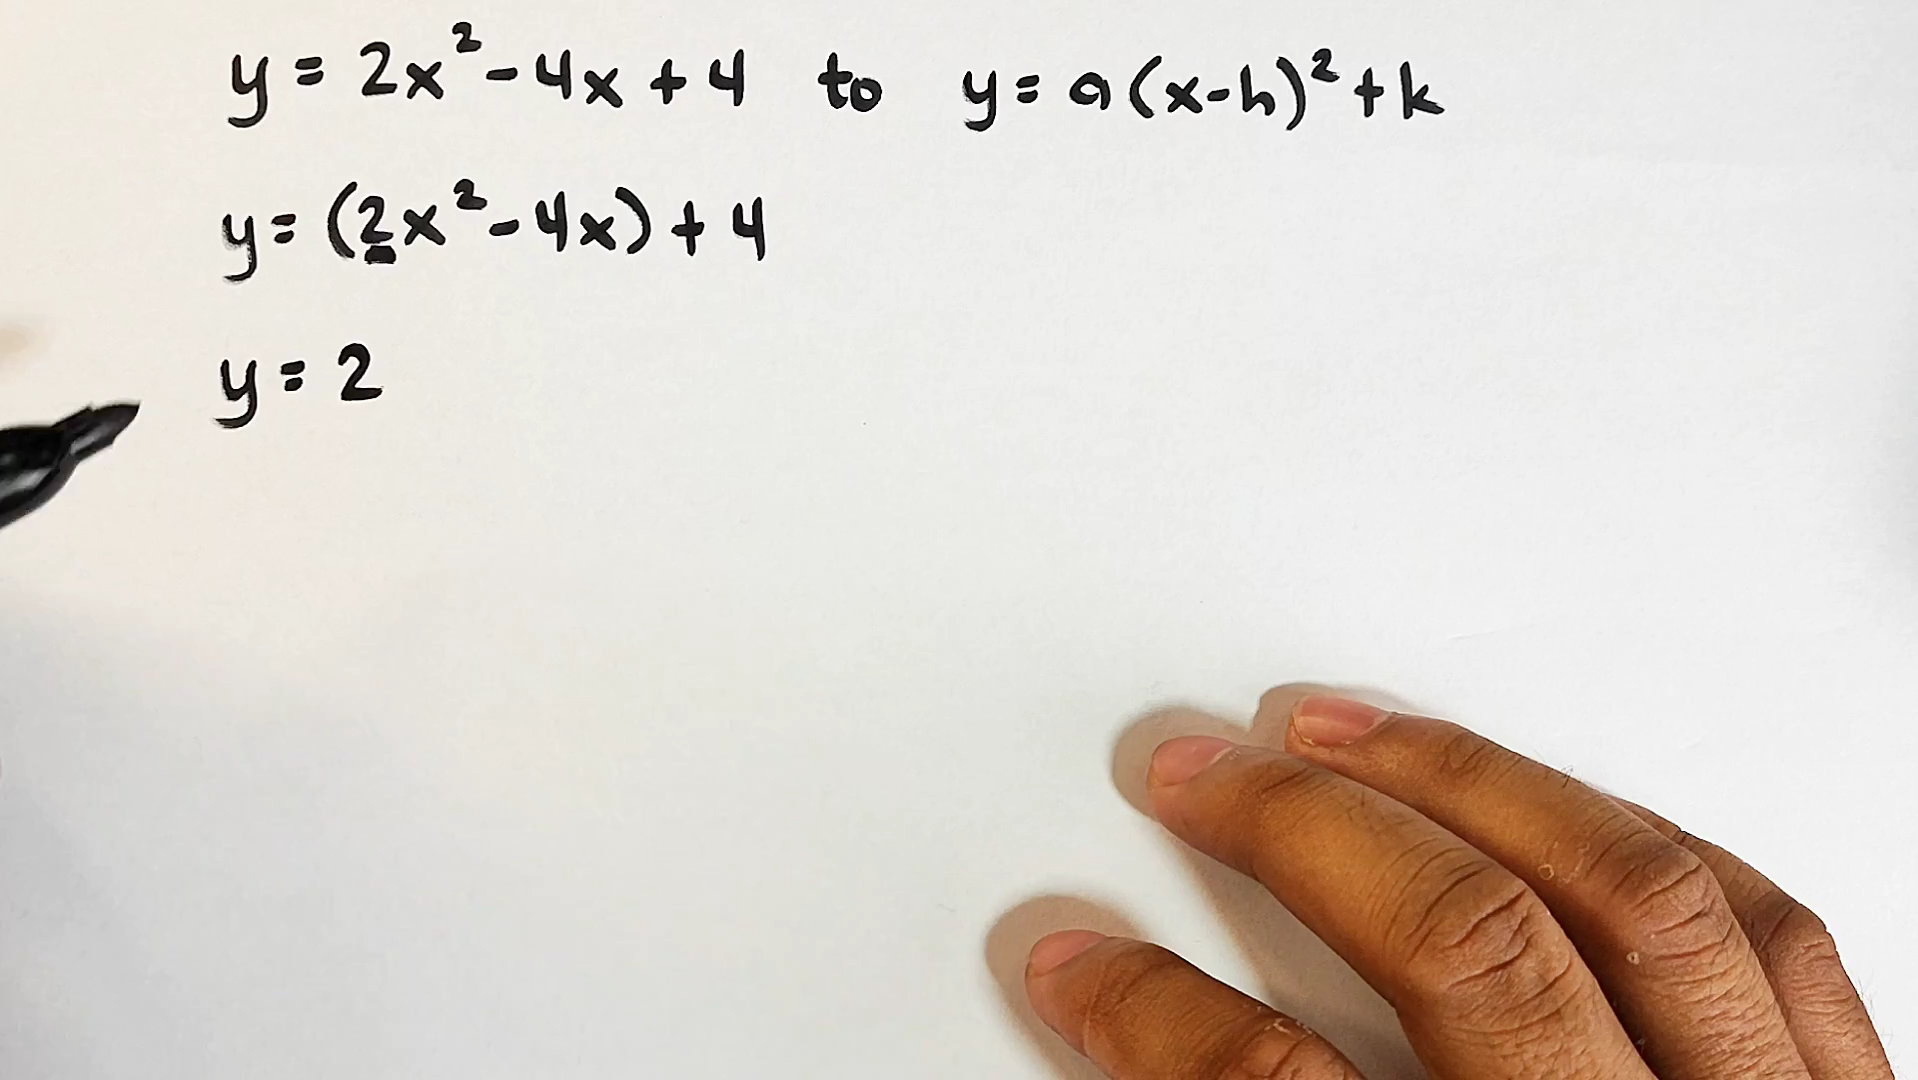 y = 2x² - 4x + 4 to y = a(x-h)² + k
y = (2x² - 4x) + 4
y = 2